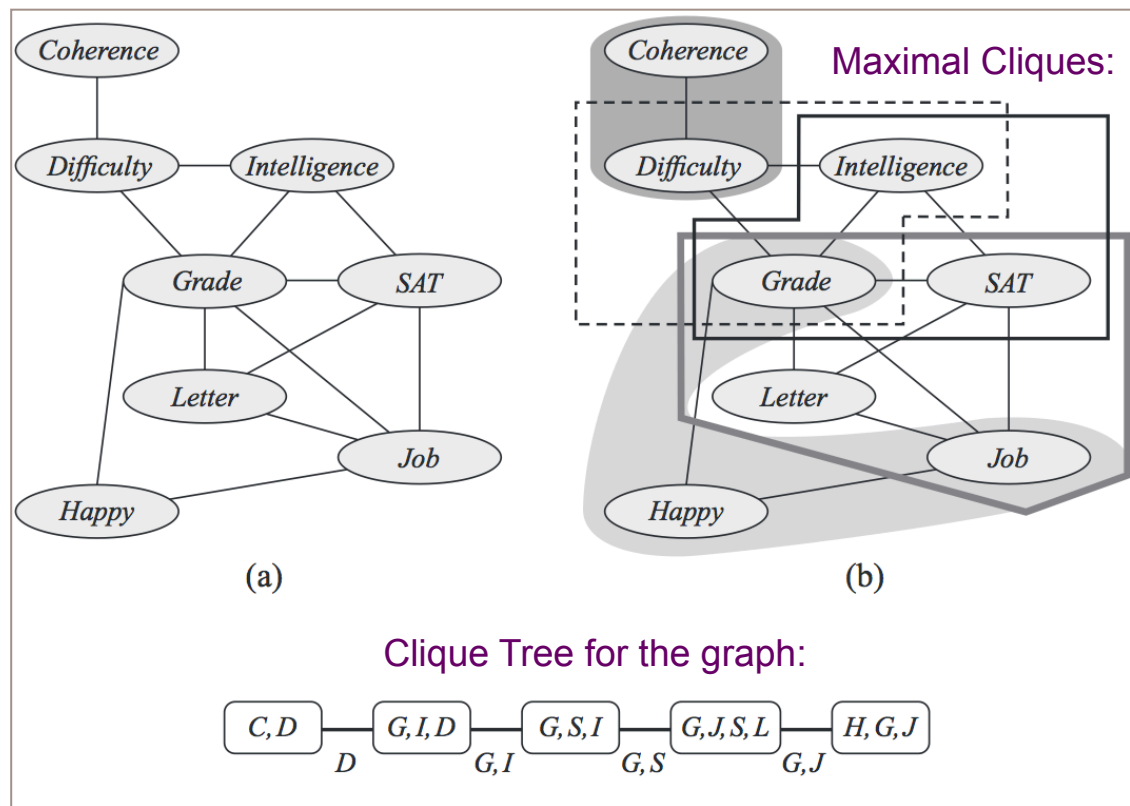 Coherence
Difficulty
Intelligence
Grade
SAT
Letter
Job
Happy
(a)
Maximal Cliques:
Coherence
Difficulty
Intelligence
Grade
SAT
Letter
Job
Happy
(b)
Clique Tree for the graph:
C, D G, I, D G, S, I G, J, S, L H, G, J
D G, I G, S G, J